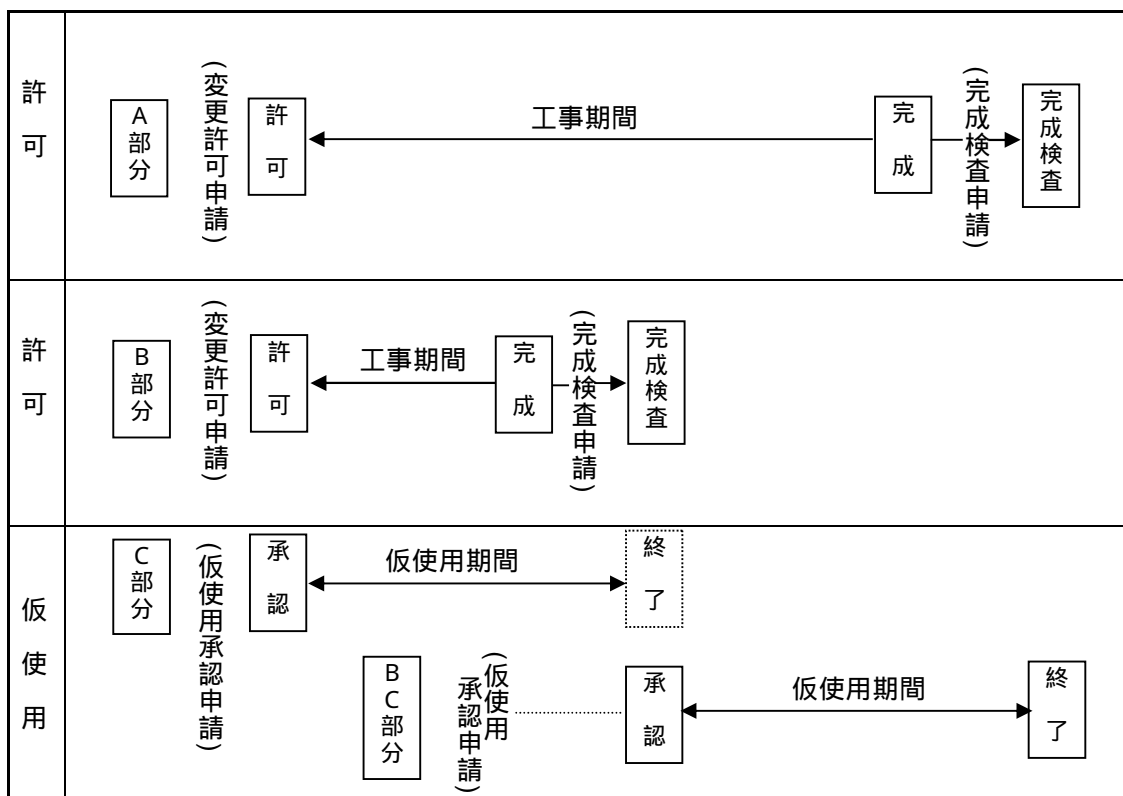 許可
A部分
(変更許可申請)
許可
工事期間
完成
(完成検査申請)
完成検査
許可
B部分
(変更許可申請)
許可
工事期間
完成
(完成検査申請)
完成検査
仮使用
C部分
(仮使用承認申請)
承認
仮使用期間
終了
BC部分
(仮使用
承認申請)
承認
仮使用期間
終了